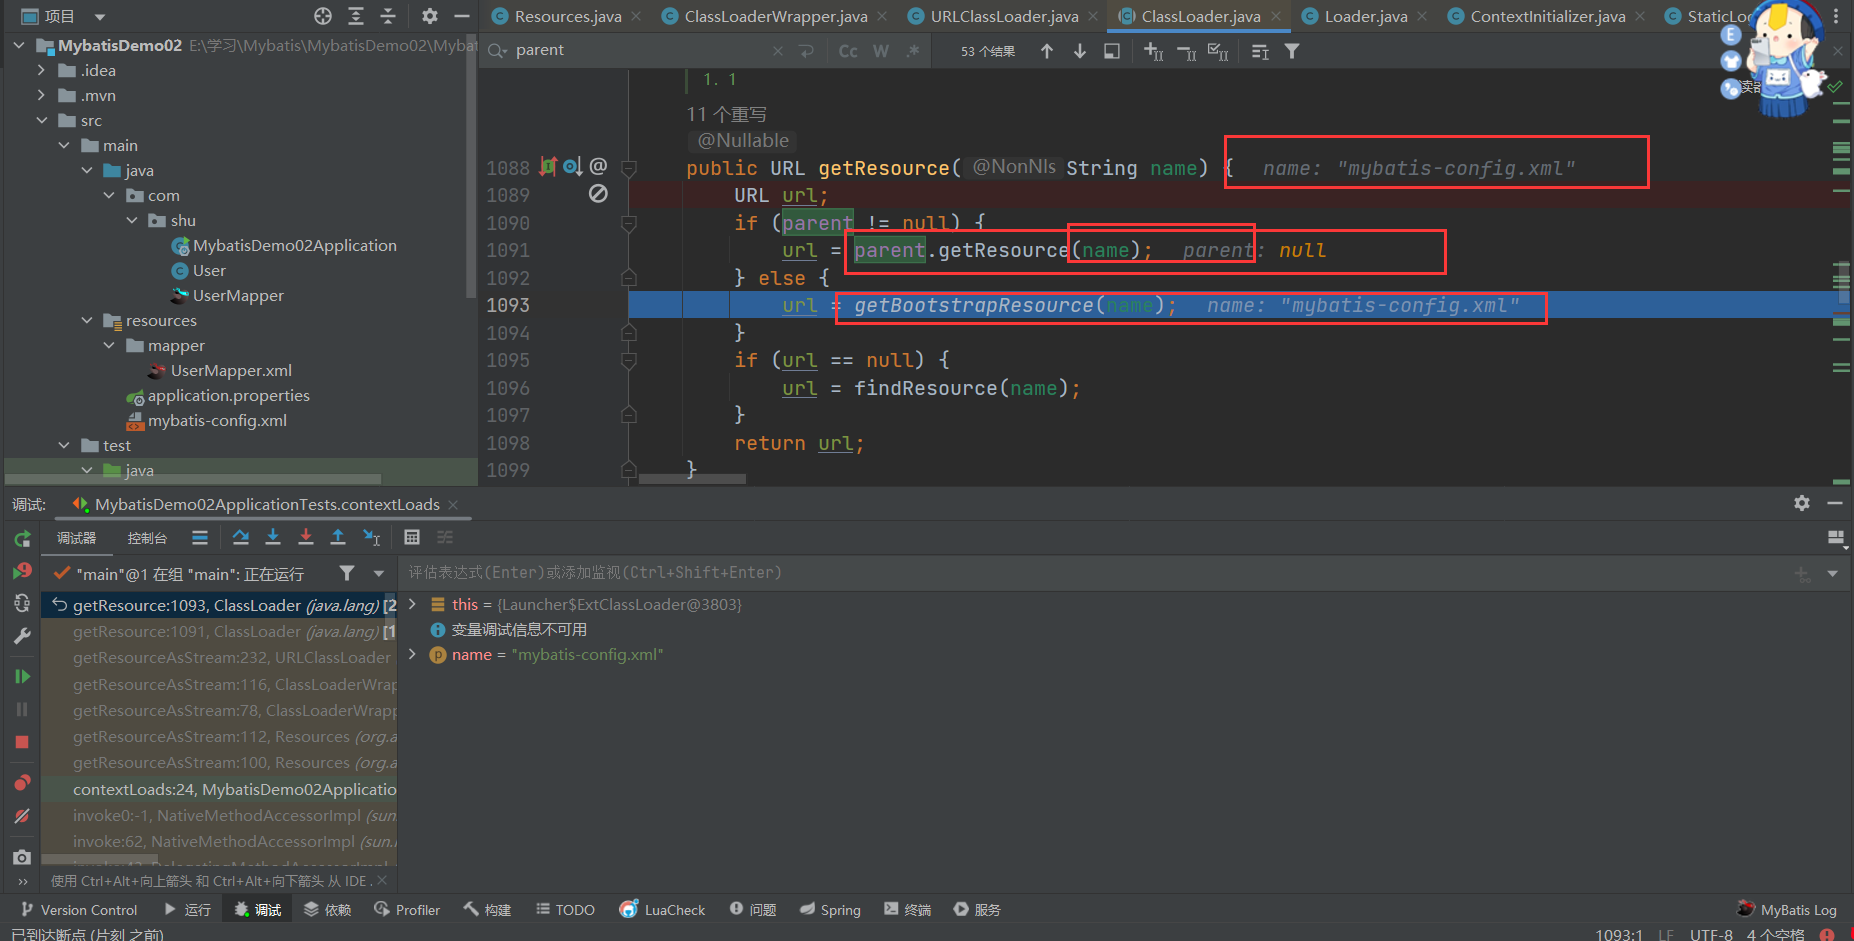 项目
Resources.java
ClassLoaderWrapper.java
URLClassLoader.java
ClassLoader.java
Loader.java
ContextInitializer.java
MybatisDemo02 E:\学习\Mybatis\MybatisDemo02\Mybat
parent
Cc W .*
53 个结果
E
.idea
.mvn
src
main
java
com
shu
MybatisDemo02Application
User
UserMapper
resources
mapper
UserMapper.xml
application.properties
mybatis-config.xml
test
java
1. 1
11 个重写
@Nullable
1088 @ public URL getResource( @NonNls String name) { name: "mybatis-config.xml"
1089 URL url;
1090 if (parent != null) {
1091 url = parent.getResource(name); parent: null
1092 } else {
1093 url = getBootstrapResource(name); name: "mybatis-config.xml"
1094 }
1095 if (url == null) {
1096 url = findResource(name);
1097 }
1098 return url;
1099 }
调试:
MybatisDemo02ApplicationTests.contextLoads
调试器
控制台
"main"@1 在组 "main": 正在运行
评估表达式(Enter)或添加监视(Ctrl+Shift+Enter)
getResource:1093, ClassLoader (java.lang) [2
getResource:1091, ClassLoader (java.lang) [1
getResourceAsStream:232, URLClassLoader
getResourceAsStream:116, ClassLoaderWrap
getResourceAsStream:78, ClassLoaderWrapp
getResourceAsStream:112, Resources (org.a
getResourceAsStream:100, Resources (org.a
contextLoads:24, MybatisDemo02Applicatio
invoke0:-1, NativeMethodAccessorImpl (sun.
invoke:62, NativeMethodAccessorImpl (sun.r
this = {Launcher$ExtClassLoader@3803}
变量调试信息不可用
name = "mybatis-config.xml"
使用 Ctrl+Alt+向上箭头 和 Ctrl+Alt+向下箭头 从 IDE .
Version Control
运行
调试
依赖
Profiler
构建
TODO
LuaCheck
问题
Spring
终端
服务
MyBatis Log
已到达断点 (片刻 之前)
1093:1 LF UTF-8 4 个空格